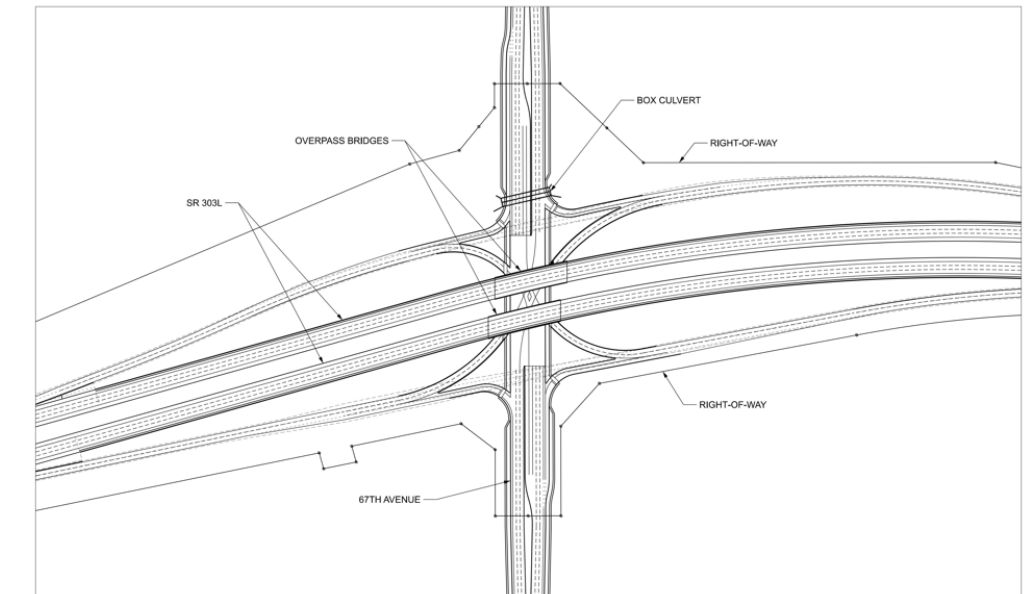 BOX CULVERT
OVERPASS BRIDGES
RIGHT-OF-WAY
SR 303L
RIGHT-OF-WAY
67TH AVENUE